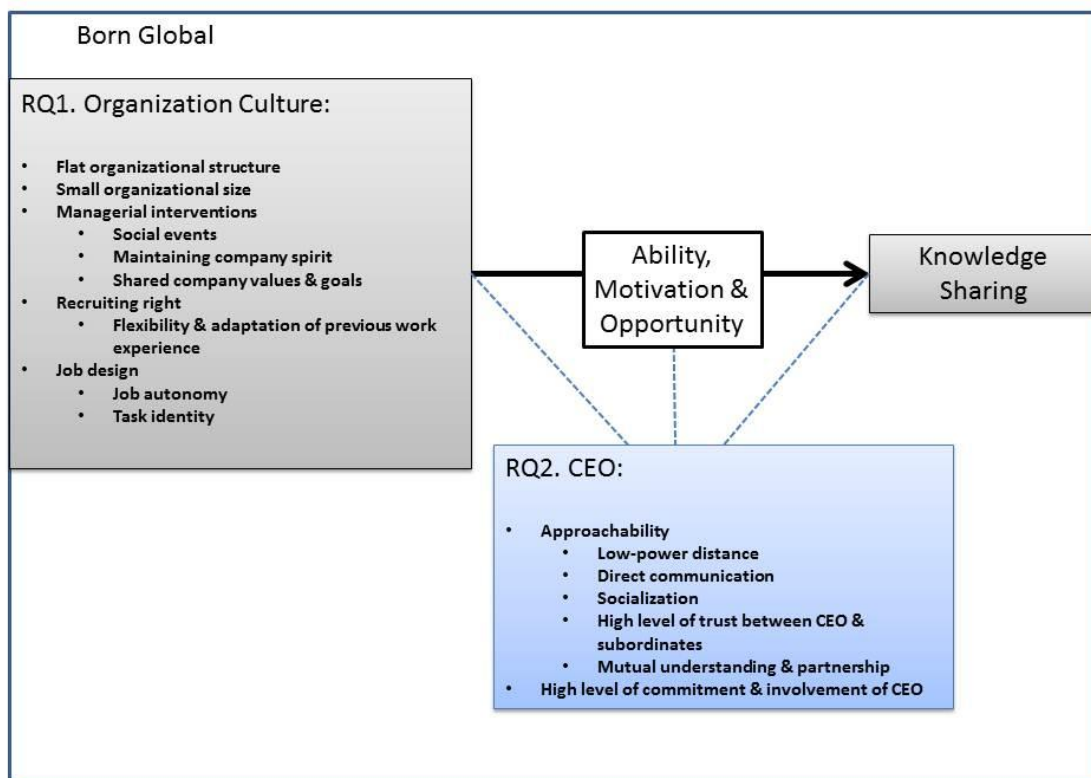 Born Global
RQ1. Organization Culture:
• Flat organizational structure
• Small organizational size
• Managerial interventions
• Social events
• Maintaining company spirit
• Shared company values & goals
• Recruiting right
• Flexibility & adaptation of previous work
experience
• Job design
• Job autonomy
• Task identity
Ability,
Motivation &
Opportunity
Knowledge
Sharing
RQ2. CEO:
• Approachability
• Low-power distance
• Direct communication
• Socialization
• High level of trust between CEO &
subordinates
• Mutual understanding & partnership
• High level of commitment & involvement of CEO